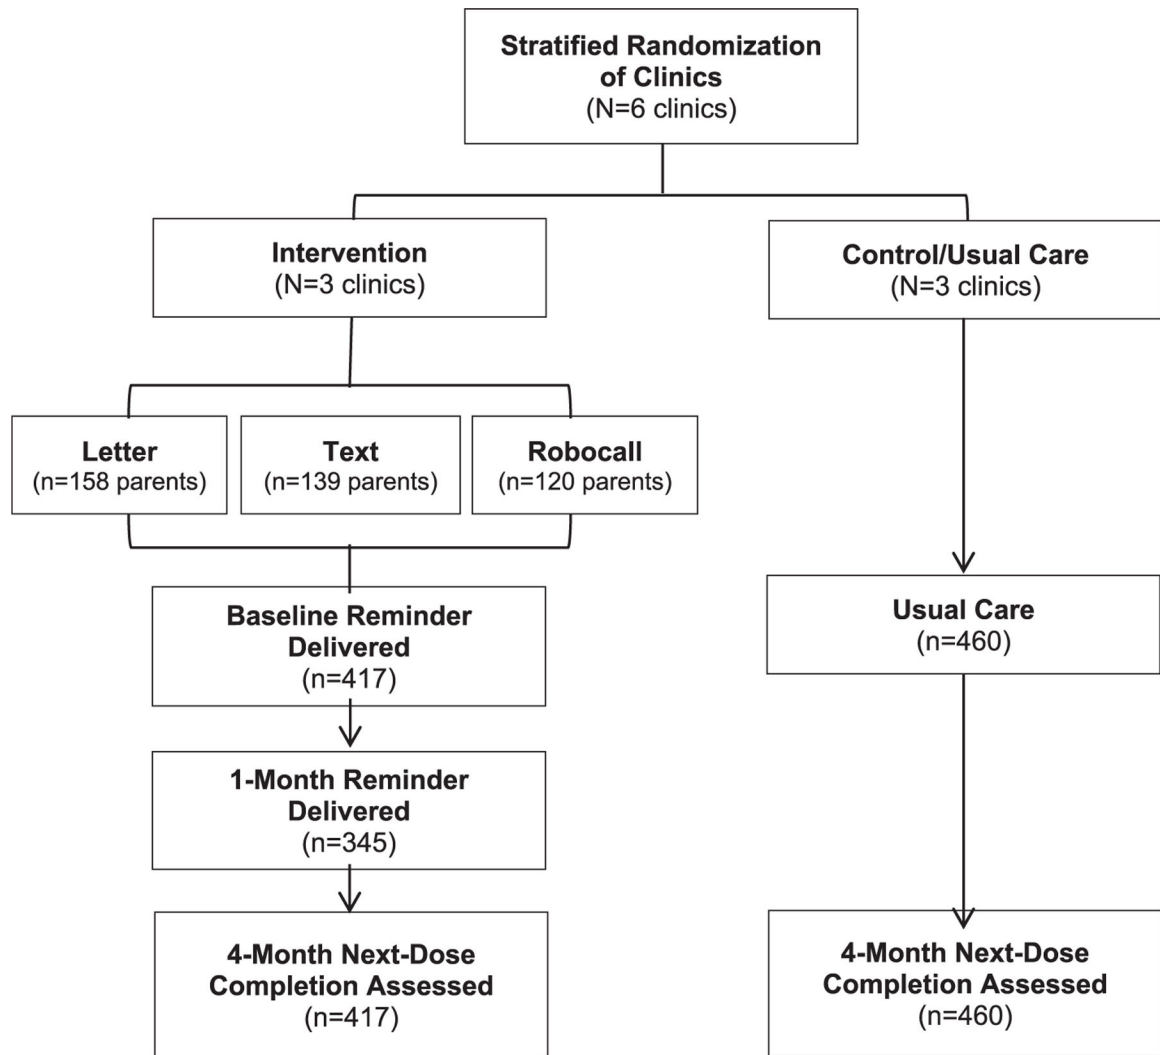 Stratified Randomization
of Clinics
(N=6 clinics)
Intervention
(N=3 clinics)
Control/Usual Care
(N=3 clinics)
Letter
(n=158 parents)
Text
(n=139 parents)
Robocall
(n=120 parents)
Baseline Reminder
Delivered
(n=417)
Usual Care
(n=460)
1-Month Reminder
Delivered
(n=345)
4-Month Next-Dose
Completion Assessed
(n=417)
4-Month Next-Dose
Completion Assessed
(n=460)